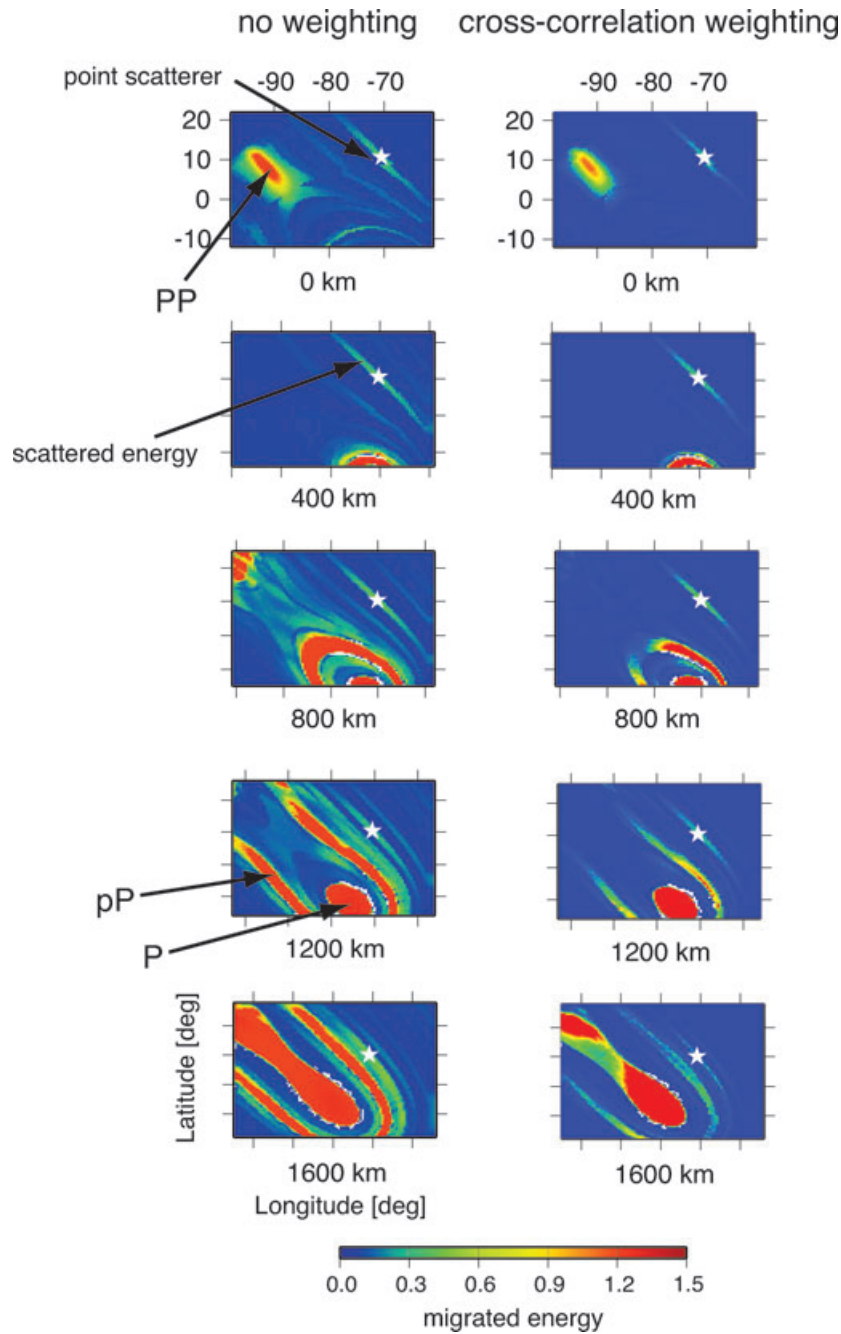 no weighting
cross-correlation weighting
point scatterer
-90 -80 -70
-90 -80 -70
20
10
0
-10
20
10
0
-10
PP
0 km
0 km
scattered energy
400 km
400 km
800 km
800 km
pP
P
1200 km
1200 km
Latitude [deg]
1600 km
1600 km
Longitude [deg]
0.0 0.3 0.6 0.9 1.2 1.5
migrated energy